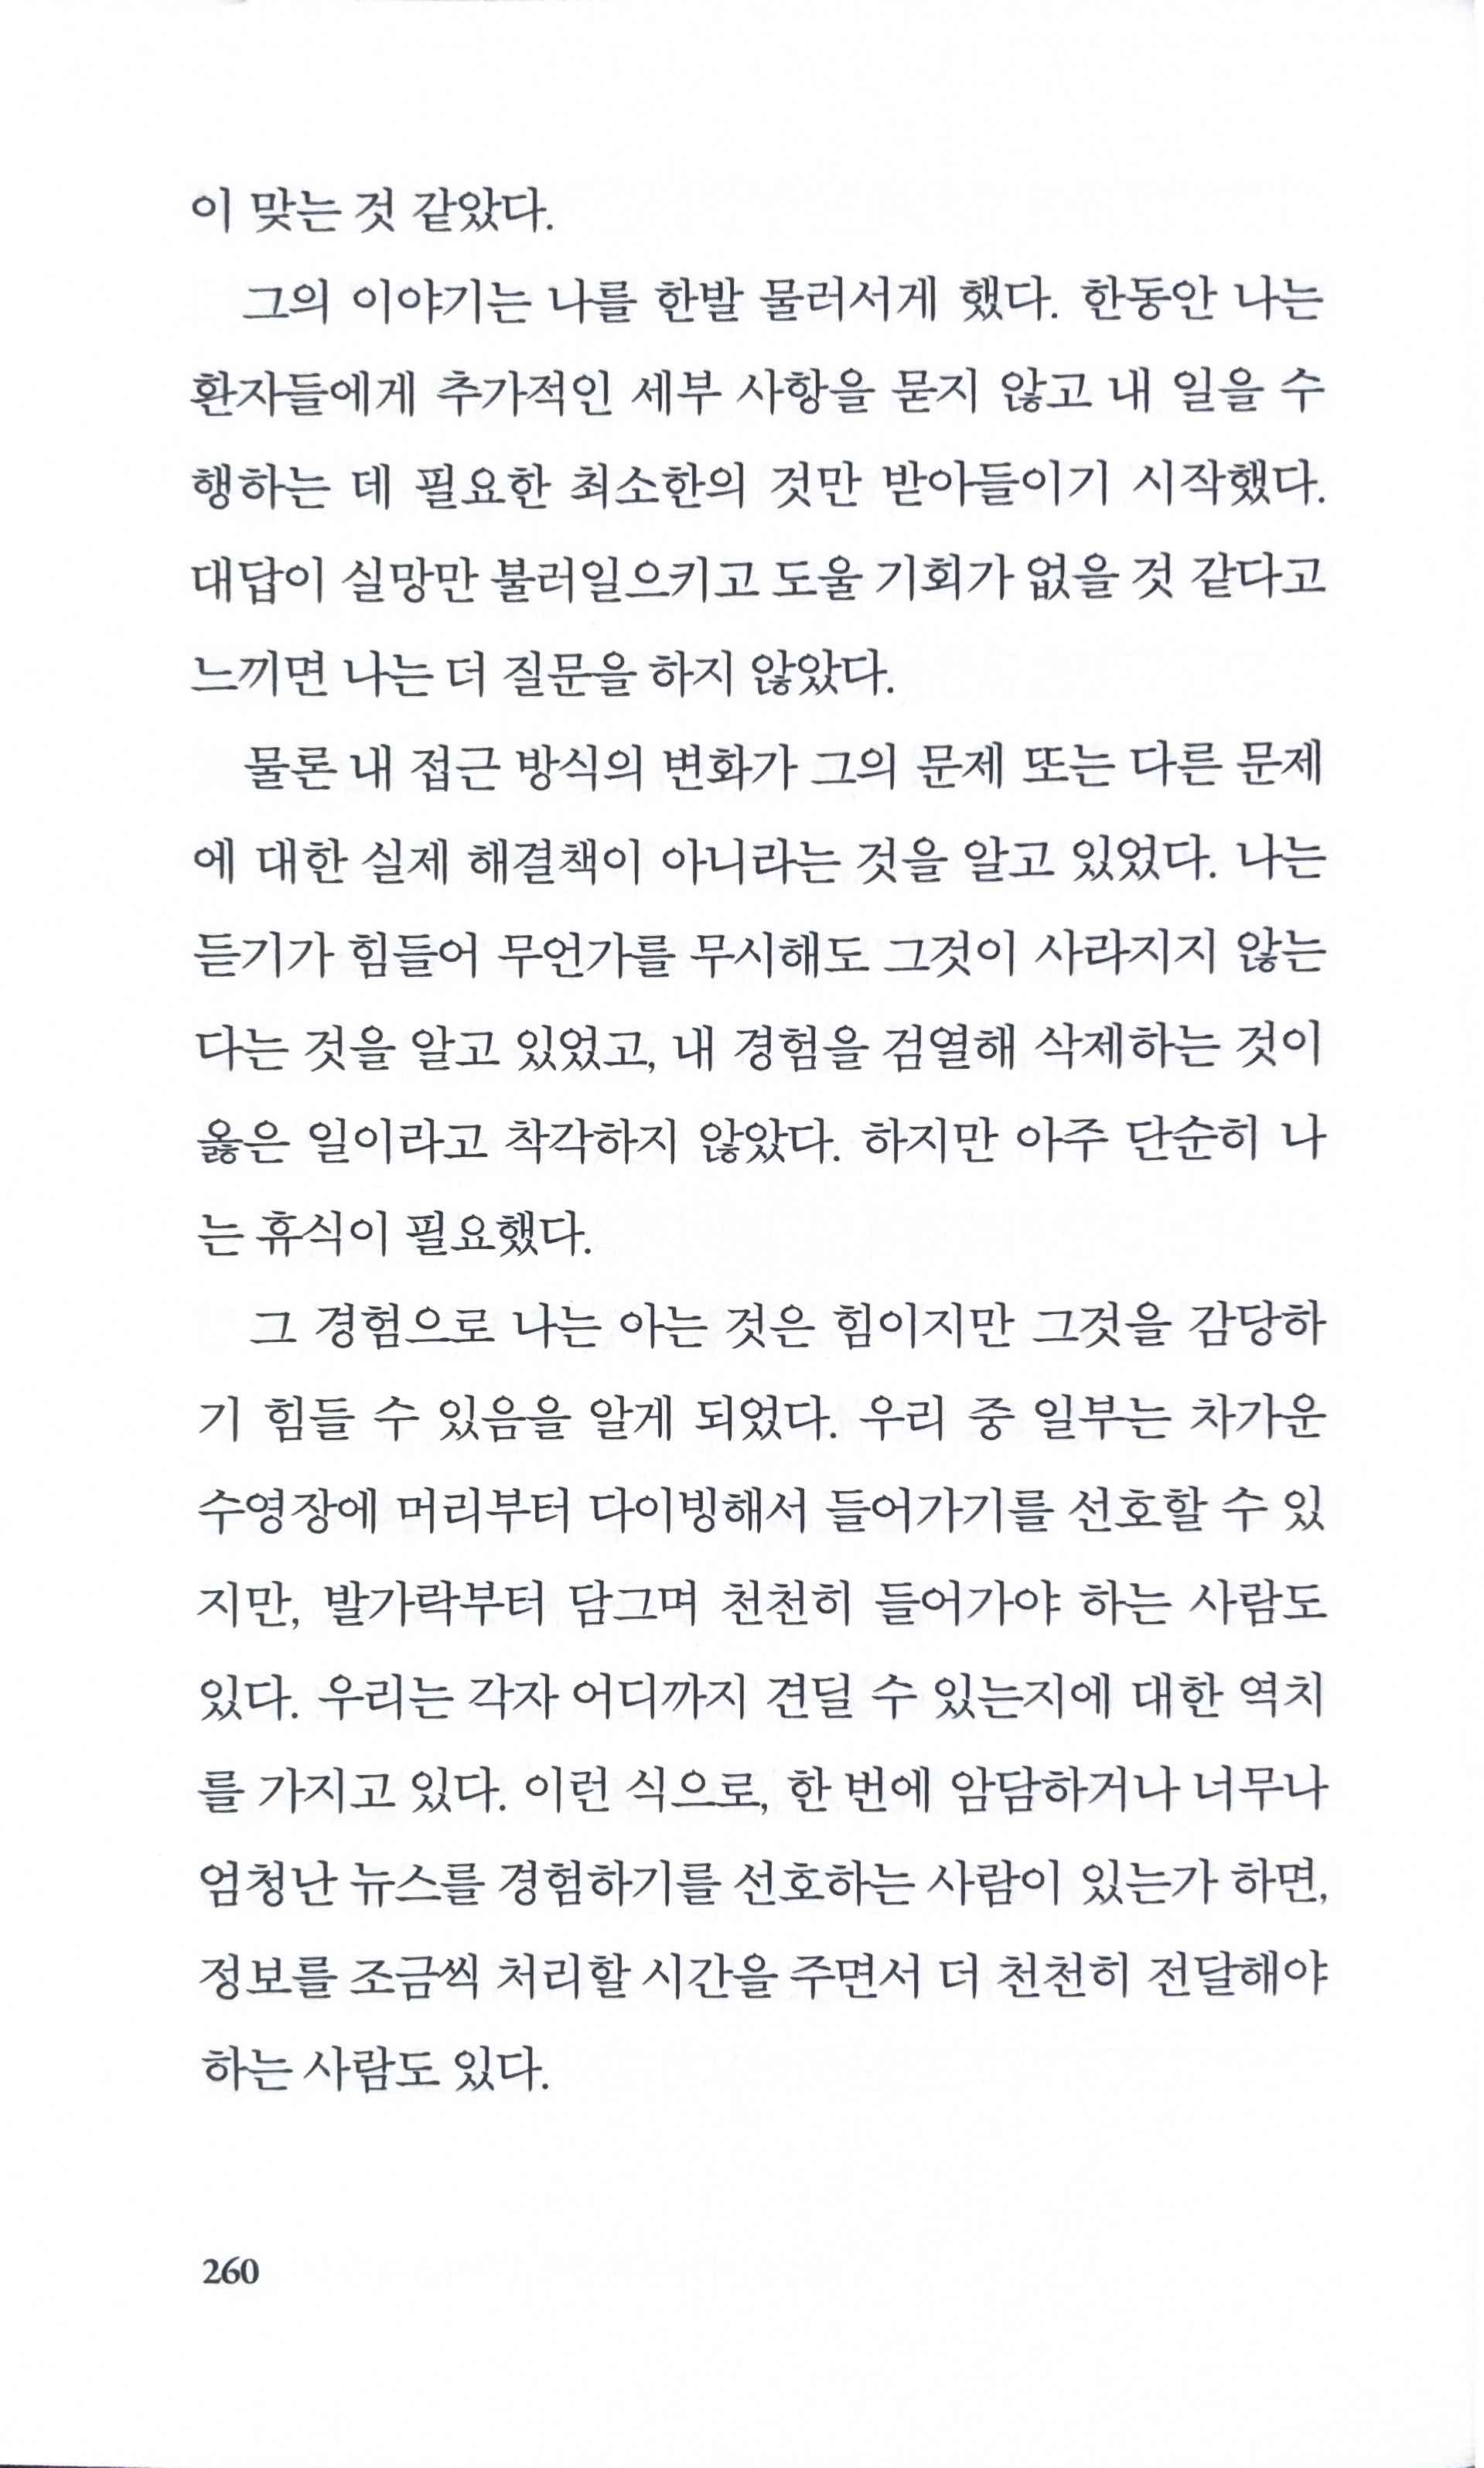 이 맞는 것 같았다.
그의 이야기는 나를 한발 물러서게 했다. 한동안 나는
환자들에게 추가적인 세부 사항을 묻지 않고 내 일을 수
행하는 데 필요한 최소한의 것만 받아들이기 시작했다.
대답이 실망만 불러일으키고 도울 기회가 없을 것 같다고
느끼면 나는 더 질문을 하지 않았다.
물론 내 접근 방식의 변화가 그의 문제 또는 다른 문제
에 대한 실제 해결책이 아니라는 것을 알고 있었다. 나는
듣기가 힘들어 무언가를 무시해도 그것이 사라지지 않는
다는 것을 알고 있었고, 내 경험을 검열해 삭제하는 것이
옳은 일이라고 착각하지 않았다. 하지만 아주 단순히 나
는 휴식이 필요했다.
그 경험으로 나는 아는 것은 힘이지만 그것을 감당하
기 힘들 수 있음을 알게 되었다. 우리 중 일부는 차가운
수영장에 머리부터 다이빙해서 들어가기를 선호할 수 있
지만, 발가락부터 담그며 천천히 들어가야 하는 사람도
있다. 우리는 각자 어디까지 견딜 수 있는지에 대한 역치
를 가지고 있다. 이런 식으로, 한 번에 암담하거나 너무나
엄청난 뉴스를 경험하기를 선호하는 사람이 있는가 하면,
정보를 조금씩 처리할 시간을 주면서 더 천천히 전달해야
하는 사람도 있다.
260